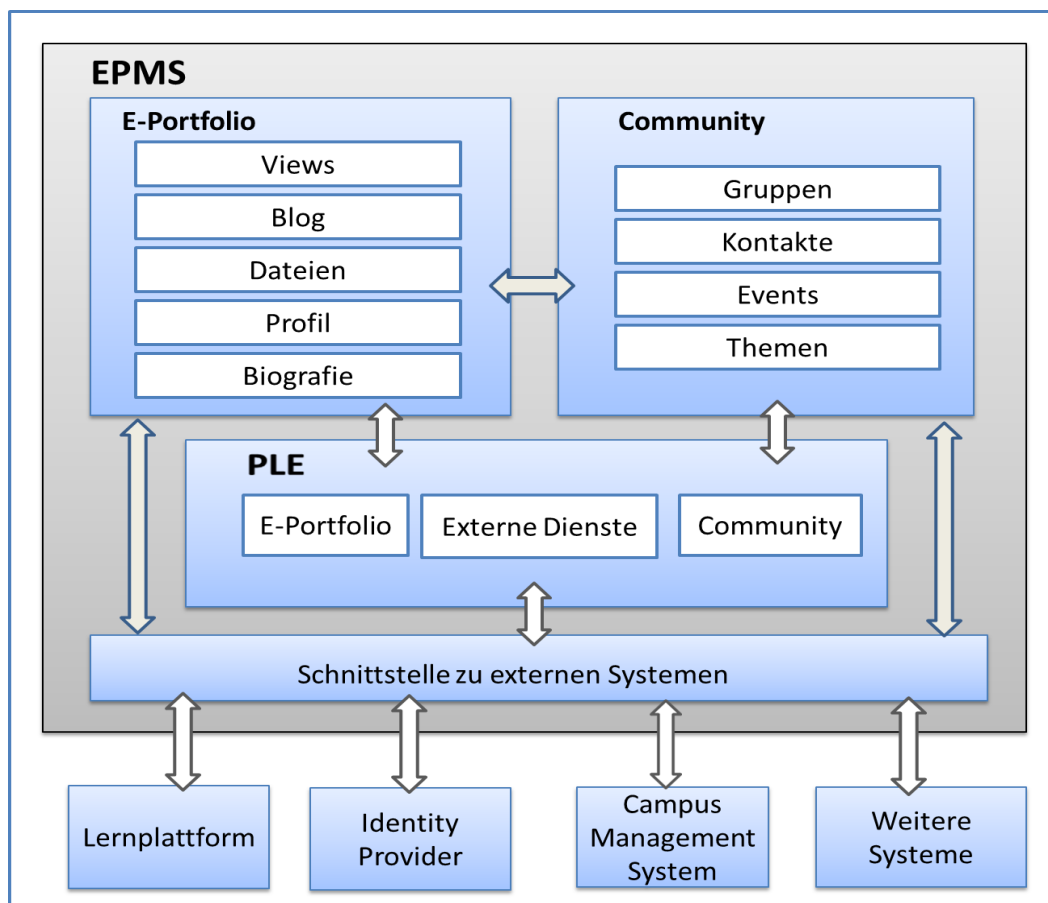 EPMS
E-Portfolio
Views
Blog
Dateien
Profil
Biografie
Community
Gruppen
Kontakte
Events
Themen
PLE
E-Portfolio
Externe Dienste
Community
Schnittstelle zu externen Systemen
Lernplattform
Identity
Provider
Campus
Management
System
Weitere
Systeme